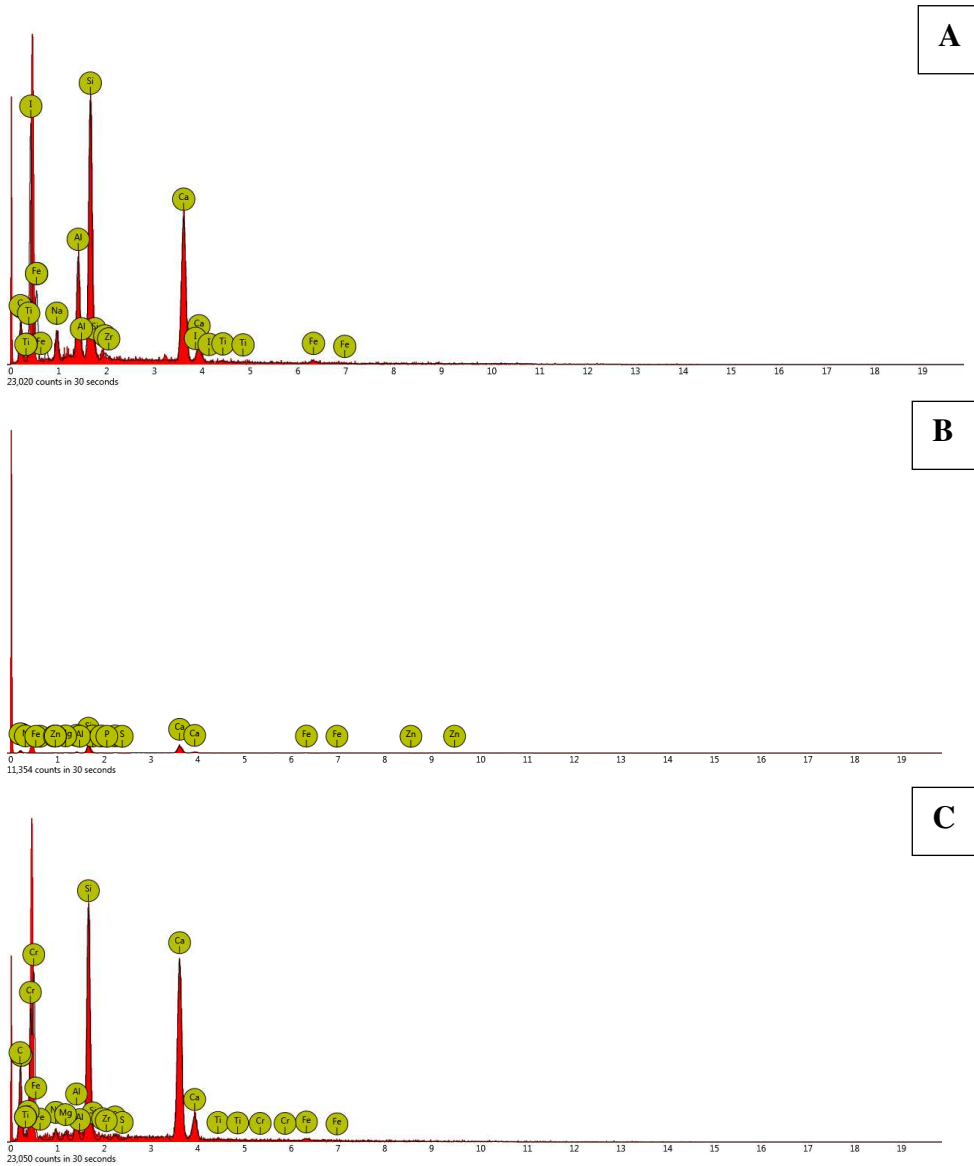 A
Si
I
Ca
Al
Fe
Ti
Na
Ca
Al
Zr
I
I
Ti
Ti
Fe
Fe
Ti
Fe
0 1 2 3 4 5 6 7 8 9 10 11 12 13 14 15 16 17 18 19
23,020 counts in 30 seconds
B
Si
Ca
Fe
Zn
Al
P
S
Ca
Fe
Fe
Zn
Zn
0 1 2 3 4 5 6 7 8 9 10 11 12 13 14 15 16 17 18 19
11,354 counts in 30 seconds
C
Si
Cr
Ca
Cr
C
Fe
Al
Ca
Ti
Mg
Al
Zr
S
Ti
Ti
Cr
Cr
Fe
Fe
0 1 2 3 4 5 6 7 8 9 10 11 12 13 14 15 16 17 18 19
23,050 counts in 30 seconds